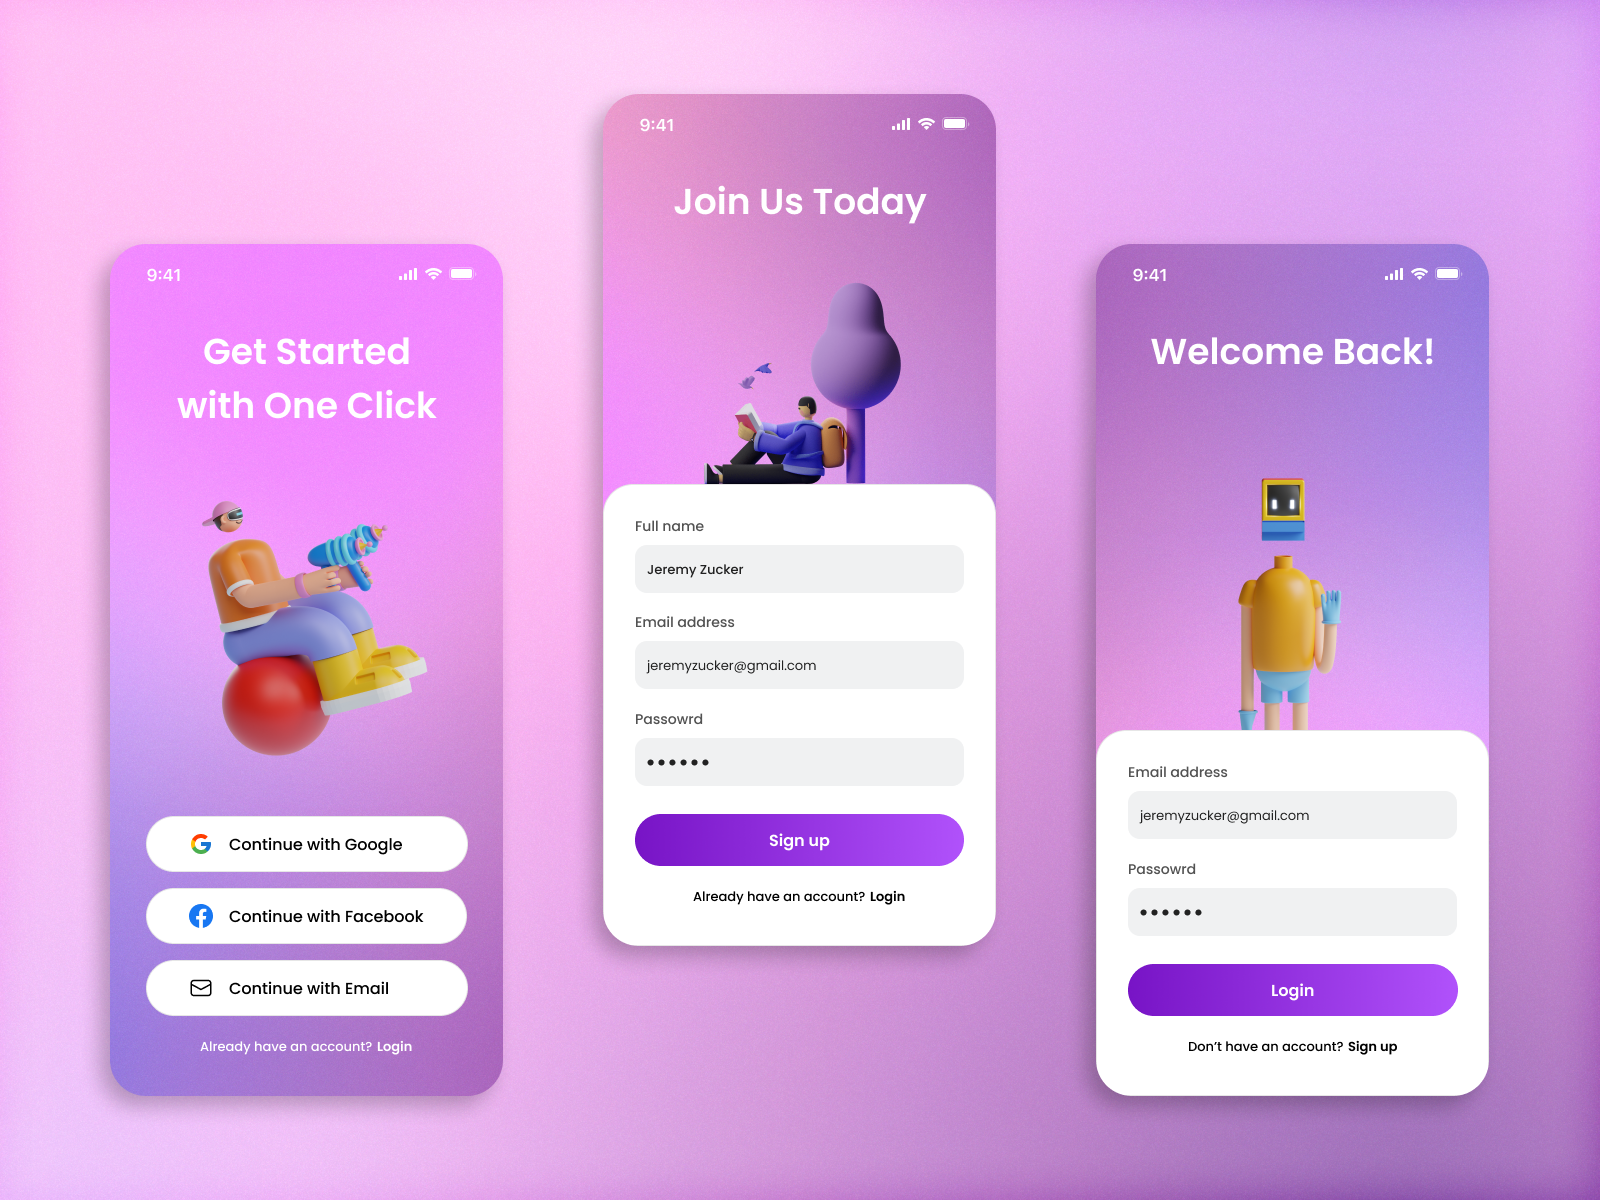 9:41
Get Started
with One Click
Continue with Google
Continue with Facebook
Continue with Email
Already have an account? Login
9:41
Join Us Today
Full name
Jeremy Zucker
Email address
jeremyzucker@gmail.com
Passowrd
Sign up
Already have an account? Login
9:41
Welcome Back!
Email address
jeremyzucker@gmail.com
Passowrd
Login
Don't have an account? Sign up